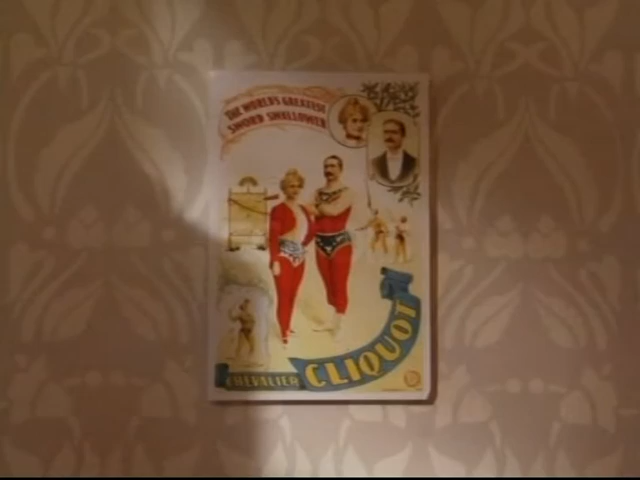 THE WORLD'S GREATEST
SWORD SWALLOWER
CHEVALIER CLIQUOT